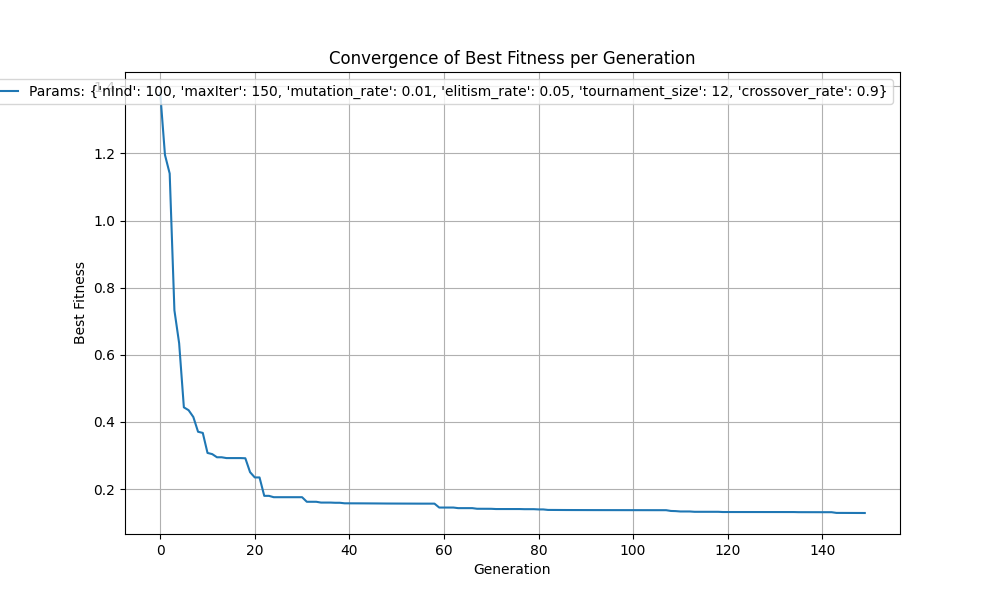 Convergence of Best Fitness per Generation
1.4
Params: {'nInd': 100, 'maxIter': 150, 'mutation_rate': 0.01, 'elitism_rate': 0.05, 'tournament_size': 12, 'crossover_rate': 0.9}
1.2
1.0
0.8
0.6
0.4
0.2
Best Fitness
0 20 40 60 80 100 120 140
Generation